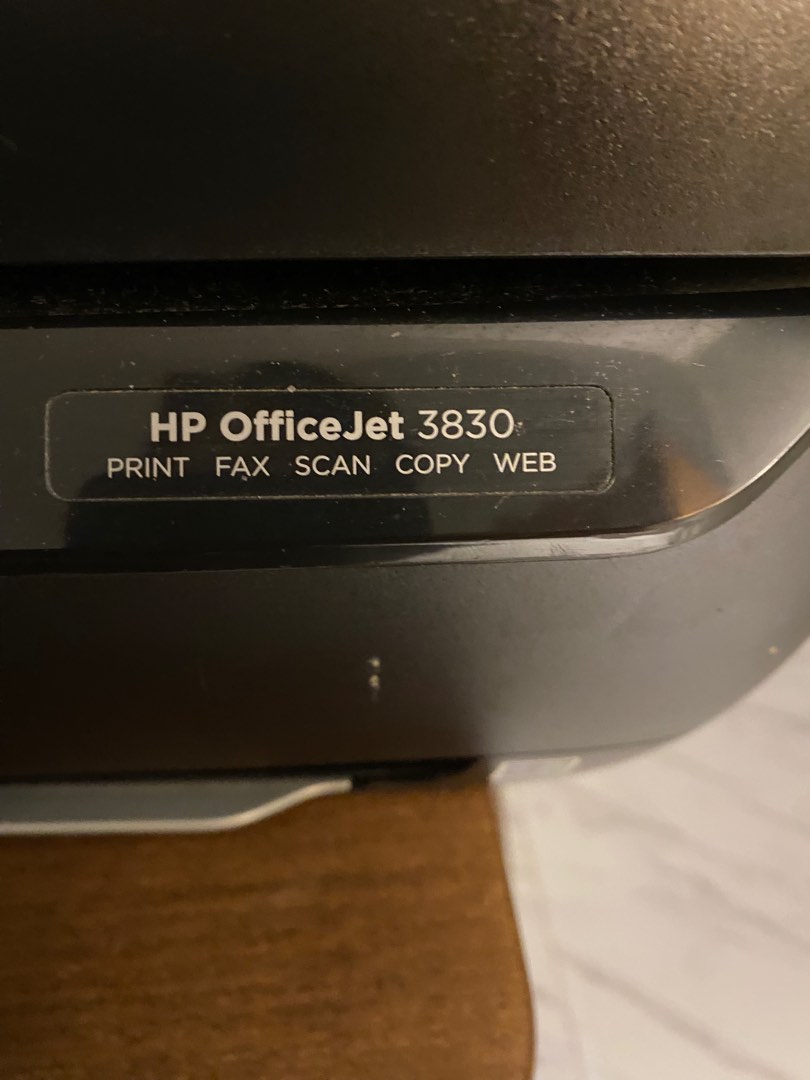 HP OfficeJet 3830
PRINT FAX SCAN COPY WEB